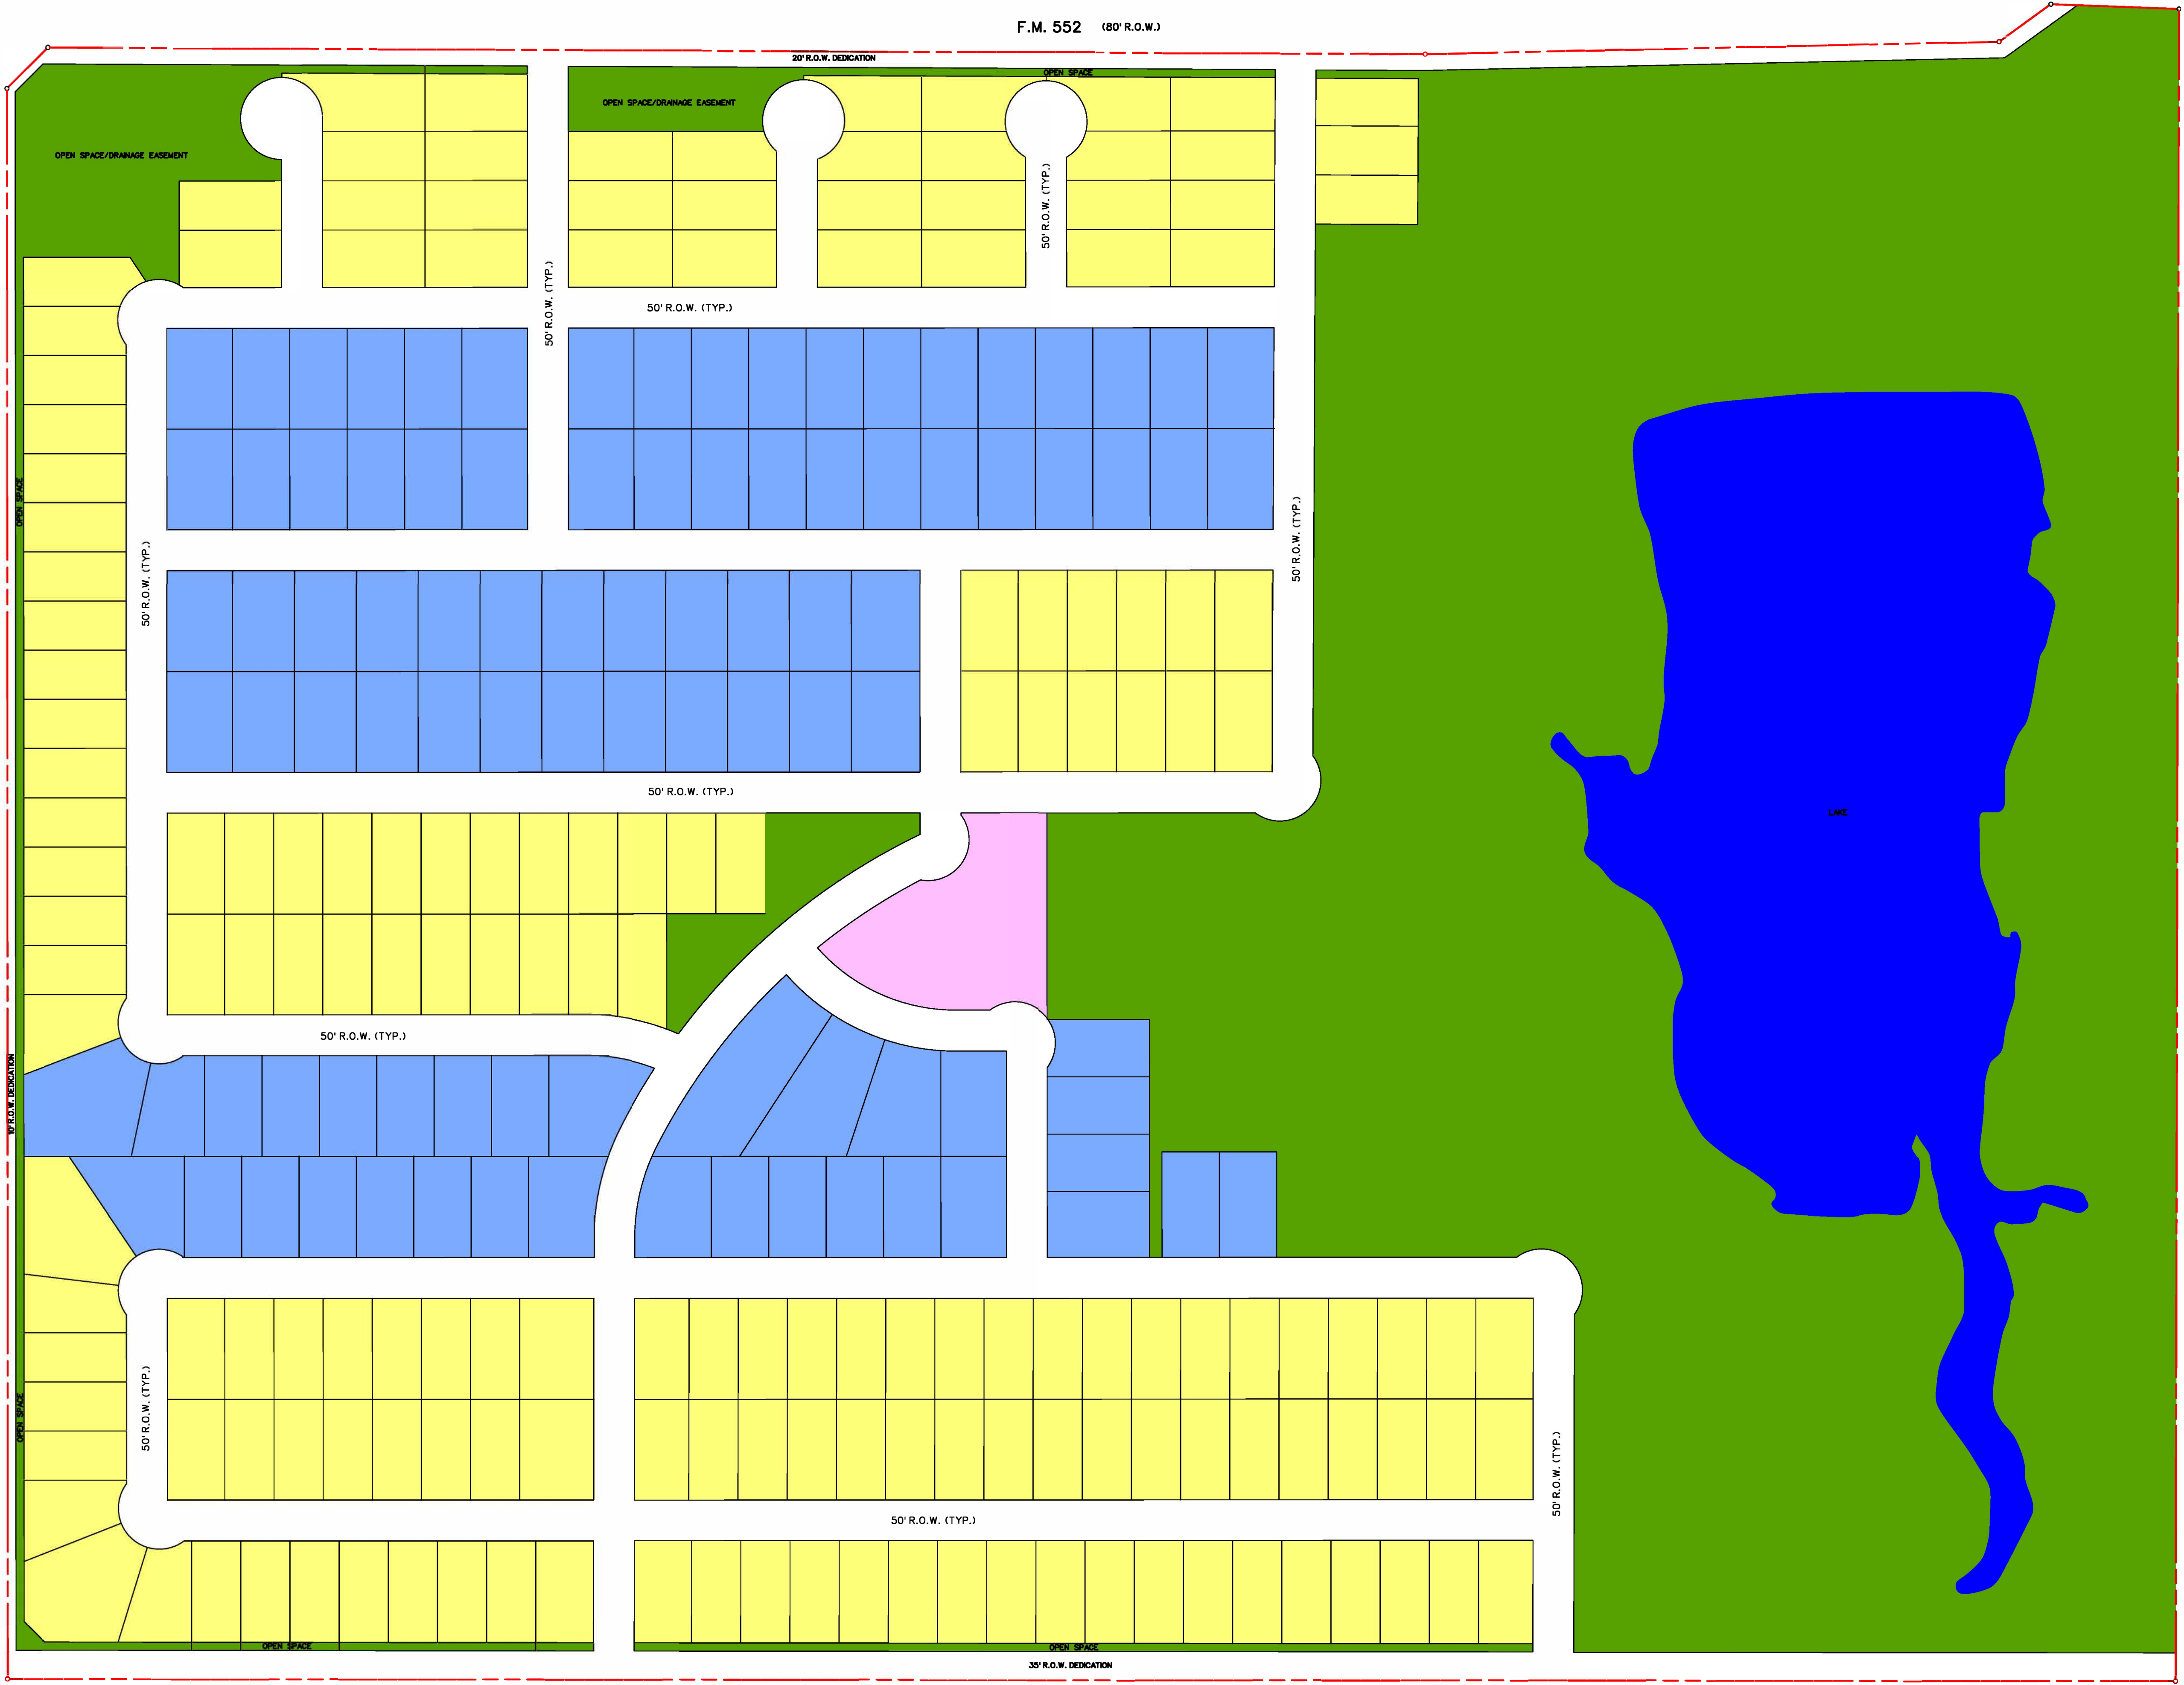 F.M. 552 (80' R.O.W.)
20' R.O.W. DEDICATION
OPEN SPACE
OPEN SPACE/DRAINAGE EASEMENT
OPEN SPACE/DRAINAGE EASEMENT
50' R.O.W. (TYP.)
50' R.O.W. (TYP.)
50' R.O.W. (TYP.)
OPEN SPACE
50' R.O.W. (TYP.)
50' R.O.W. (TYP.)
50' R.O.W. (TYP.)
LAKE
50' R.O.W. (TYP.)
10' R.O.W. DEDICATION
OPEN SPACE
50' R.O.W. (TYP.)
50' R.O.W. (TYP.)
50' R.O.W. (TYP.)
OPEN SPACE
OPEN SPACE
35' R.O.W. DEDICATION